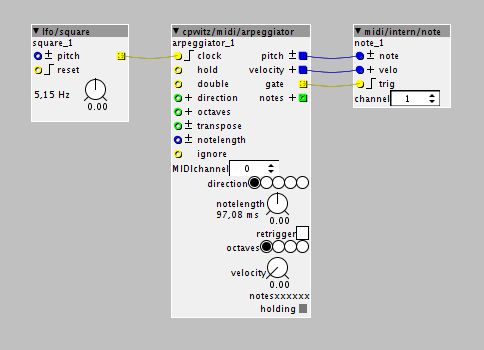 lfo/square
square_1
± pitch
reset
5,15 Hz
0.00
cpwitz/midi/arpeggiator
arpeggiator_1
clock pitch ±
hold velocity +
double gate
+ direction notes +
+ octaves
± transpose
± notelength
ignore
MIDIchannel 0
direction
notelength
97,08 ms
0.00
retrigger
octaves
velocity
0.00
notesxxxxxx
holding
midi/intern/note
note_1
± note
+ velo
trig
channel 1